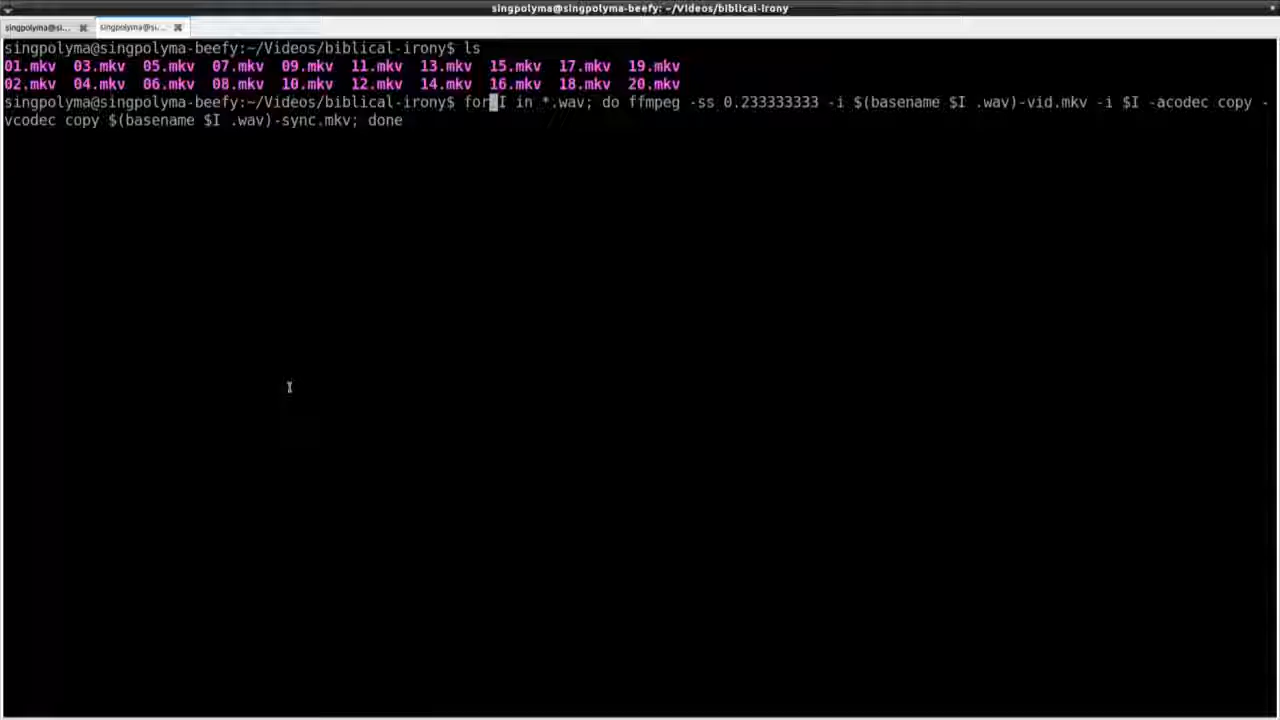 singpolyma@singpolyma-beefy: ~/Videos/biblical-irony
singpolyma@si... singpolyma@si...
singpolyma@singpolyma-beefy:~/Videos/biblical-irony$ ls
01.mkv 03.mkv 05.mkv 07.mkv 09.mkv 11.mkv 13.mkv 15.mkv 17.mkv 19.mkv
02.mkv 04.mkv 06.mkv 08.mkv 10.mkv 12.mkv 14.mkv 16.mkv 18.mkv 20.mkv
singpolyma@singpolyma-beefy:~/Videos/biblical-irony$ for I in *.wav; do ffmpeg -ss 0.233333333 -i $(basename $I .wav)-vid.mkv -i $I -acodec copy -
vcodec copy $(basename $I .wav)-sync.mkv; done